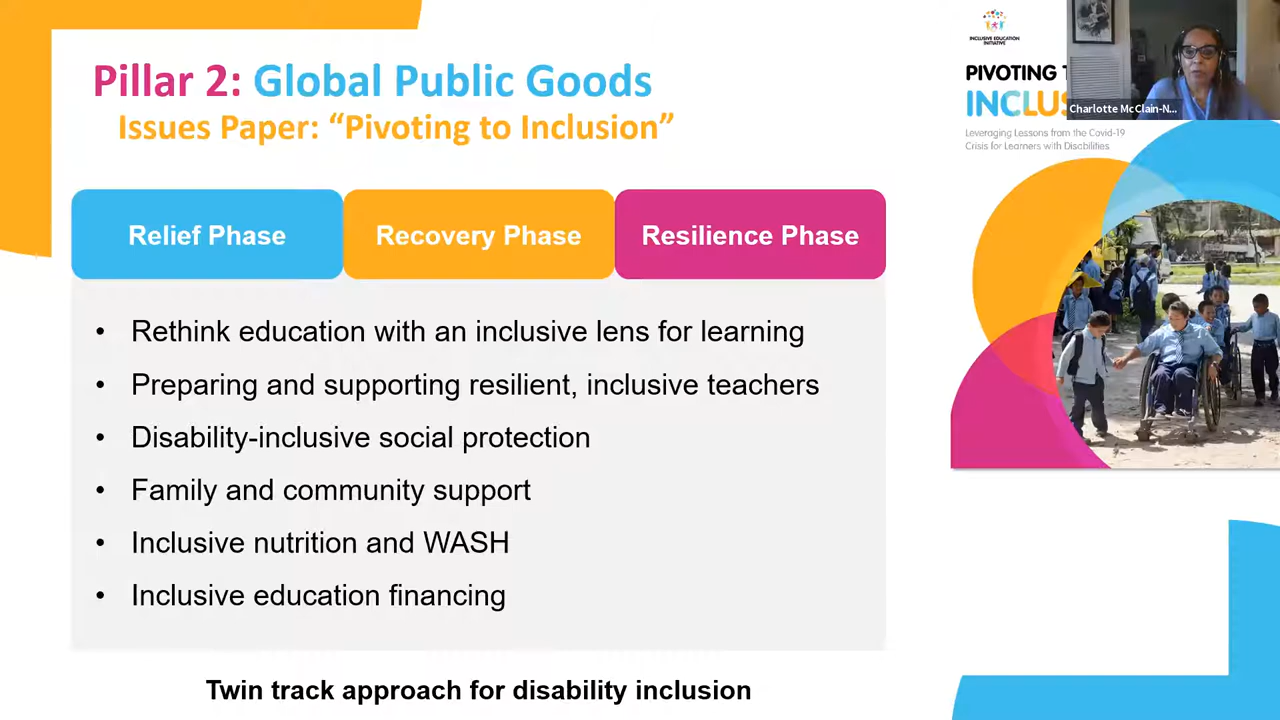 Pillar 2: Global Public Goods
Issues Paper: “Pivoting to Inclusion”
Relief Phase
Recovery Phase
Resilience Phase
• Rethink education with an inclusive lens for learning
• Preparing and supporting resilient, inclusive teachers
• Disability-inclusive social protection
• Family and community support
• Inclusive nutrition and WASH
• Inclusive education financing
Twin track approach for disability inclusion
INCLUSIVE EDUCATION
INITIATIVE
PIVOTING T
INCLUS
Leveraging Lessons from the Covid-19
Crisis for Learners with Disabilities
Charlotte McClain-N...